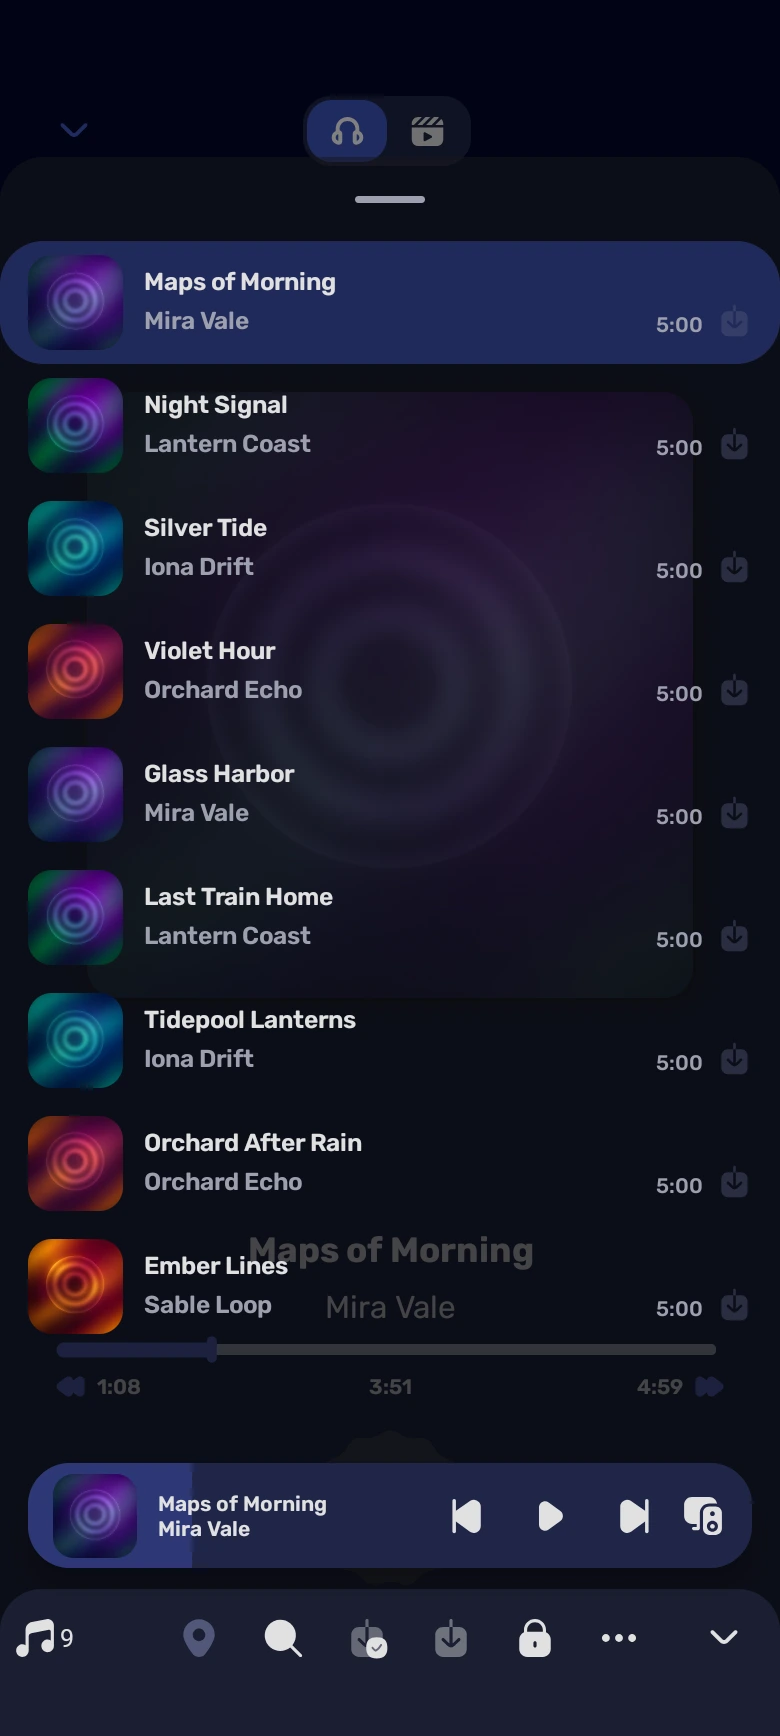 Maps of Morning
Mira Vale
5:00
Night Signal
Lantern Coast
5:00
Silver Tide
Iona Drift
5:00
Violet Hour
Orchard Echo
5:00
Glass Harbor
Mira Vale
5:00
Last Train Home
Lantern Coast
5:00
Tidepool Lanterns
Iona Drift
5:00
Orchard After Rain
Orchard Echo
5:00
Maps of Morning
Ember Lines
Sable Loop
Mira Vale
5:00
1:08
3:51
4:59
Maps of Morning
Mira Vale
9